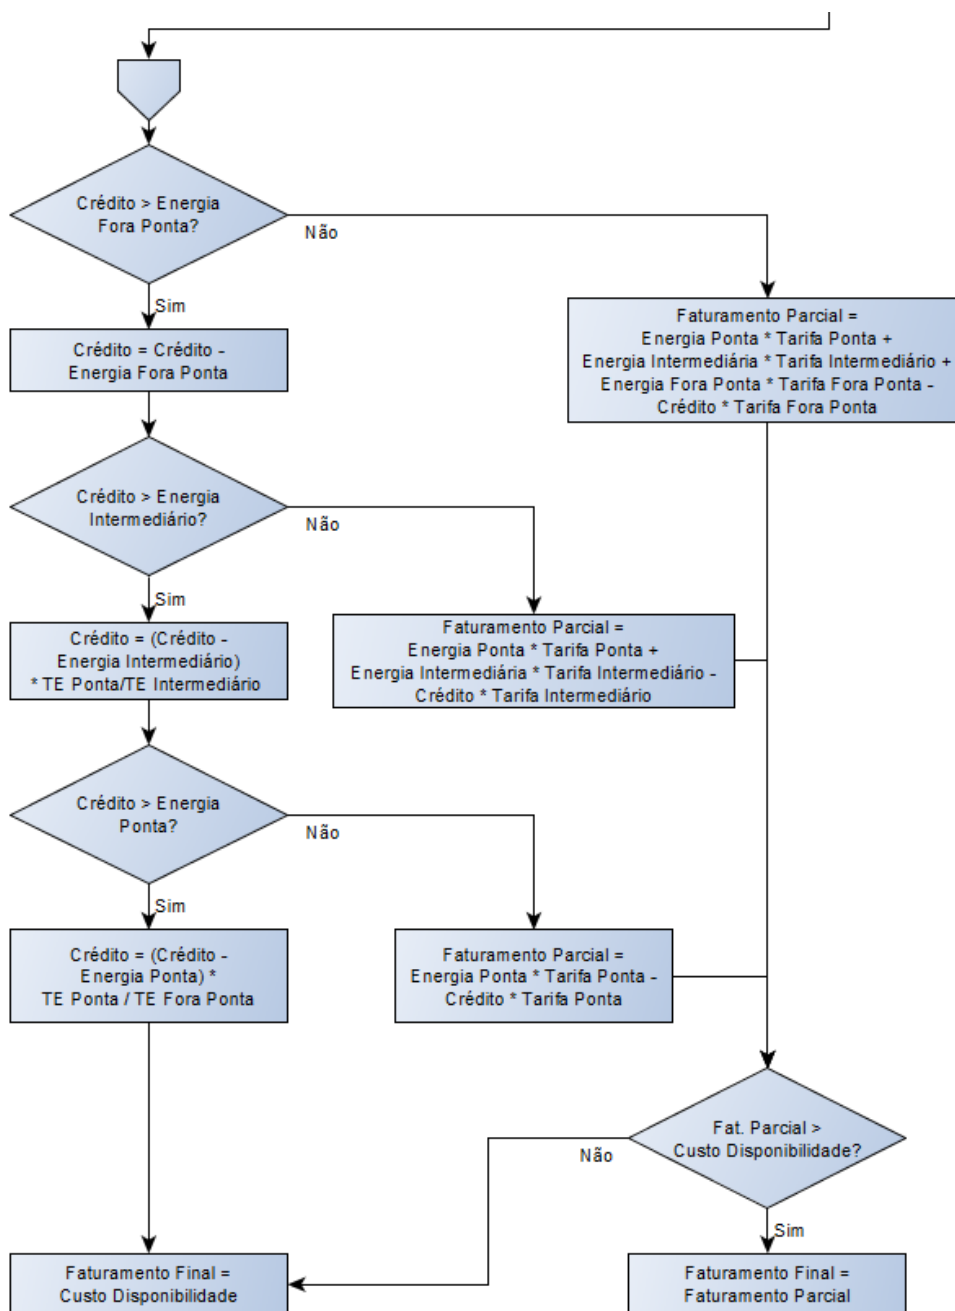 Crédito > Energia
Fora Ponta?
Não
Sim
Faturamento Parcial =
Energia Ponta * Tarifa Ponta +
Energia Intermediária * Tarifa Intermediário +
Energia Fora Ponta * Tarifa Fora Ponta -
Crédito * Tarifa Fora Ponta
Crédito = Crédito -
Energia Fora Ponta
Crédito > Energia
Intermediário?
Não
Sim
Crédito = (Crédito -
Energia Intermediário)
* TE Ponta/TE Intermediário
Faturamento Parcial =
Energia Ponta * Tarifa Ponta +
Energia Intermediária * Tarifa Intermediário -
Crédito * Tarifa Intermediário
Crédito > Energia
Ponta?
Não
Sim
Crédito = (Crédito -
Energia Ponta) *
TE Ponta / TE Fora Ponta
Faturamento Parcial =
Energia Ponta * Tarifa Ponta -
Crédito * Tarifa Ponta
Fat. Parcial >
Custo Disponibilidade?
Não
Sim
Faturamento Final =
Custo Disponibilidade
Faturamento Final =
Faturamento Parcial